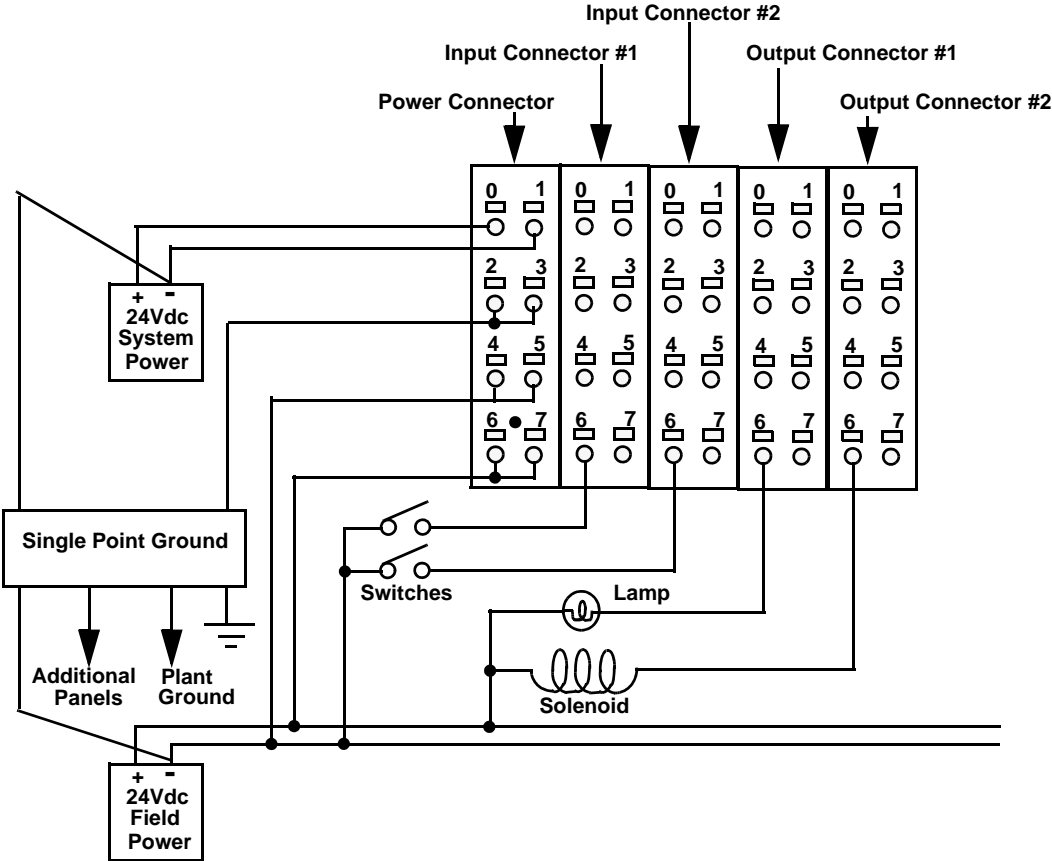 Input Connector #2
Input Connector #1
Output Connector #1
Power Connector
Output Connector #2
0 1 0 1 0 1 0 1 0 1
2 3 2 3 2 3 2 3 2 3
+ -
24Vdc
System
Power
4 5 4 5 4 5 4 5 4 5
6 7 6 7 6 7 6 7 6 7
Single Point Ground
Switches
Lamp
Additional
Panels
Plant
Ground
Solenoid
+ -
24Vdc
Field
Power